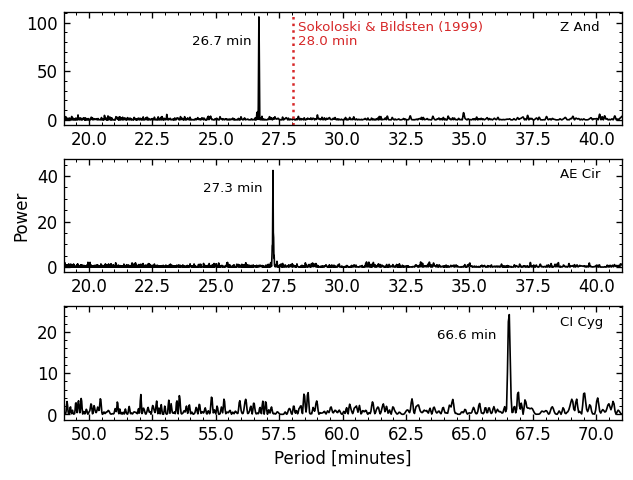 100
50
0
26.7 min
Sokoloski & Bildsten (1999)
28.0 min
Z And
20.0 22.5 25.0 27.5 30.0 32.5 35.0 37.5 40.0
Power
40
20
0
27.3 min
AE Cir
20.0 22.5 25.0 27.5 30.0 32.5 35.0 37.5 40.0
20
10
0
66.6 min
CI Cyg
50.0 52.5 55.0 57.5 60.0 62.5 65.0 67.5 70.0
Period [minutes]